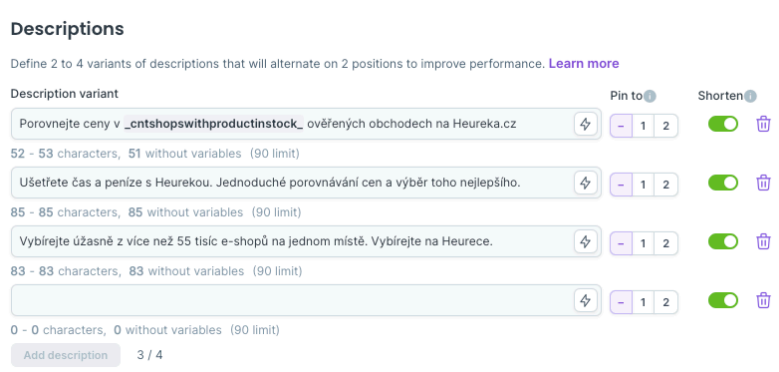 Descriptions
Define 2 to 4 variants of descriptions that will alternate on 2 positions to improve performance. Learn more
Description variant Pin to Shorten
Porovnejte ceny v _cntshopswithproductinstock_ ověřených obchodech na Heureka.cz - 1 2
52 - 53 characters, 51 without variables (90 limit)
Ušetřete čas a peníze s Heurekou. Jednoduché porovnávání cen a výběr toho nejlepšího. - 1 2
85 - 85 characters, 85 without variables (90 limit)
Vybírejte úžasně z více než 55 tisíc e-shopů na jednom místě. Vybírejte na Heurece. - 1 2
83 - 83 characters, 83 without variables (90 limit)
- 1 2
0 - 0 characters, 0 without variables (90 limit)
Add description 3 / 4